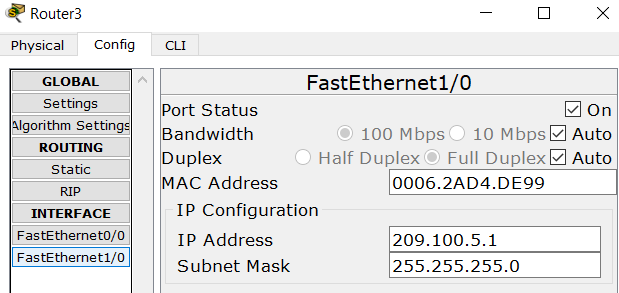 Router3
Physical Config CLI
GLOBAL
Settings
Algorithm Settings
ROUTING
Static
RIP
INTERFACE
FastEthernet0/0
FastEthernet1/0
FastEthernet1/0
Port Status On
Bandwidth 100 Mbps 10 Mbps Auto
Duplex Half Duplex Full Duplex Auto
MAC Address 0006.2AD4.DE99
IP Configuration
IP Address 209.100.5.1
Subnet Mask 255.255.255.0